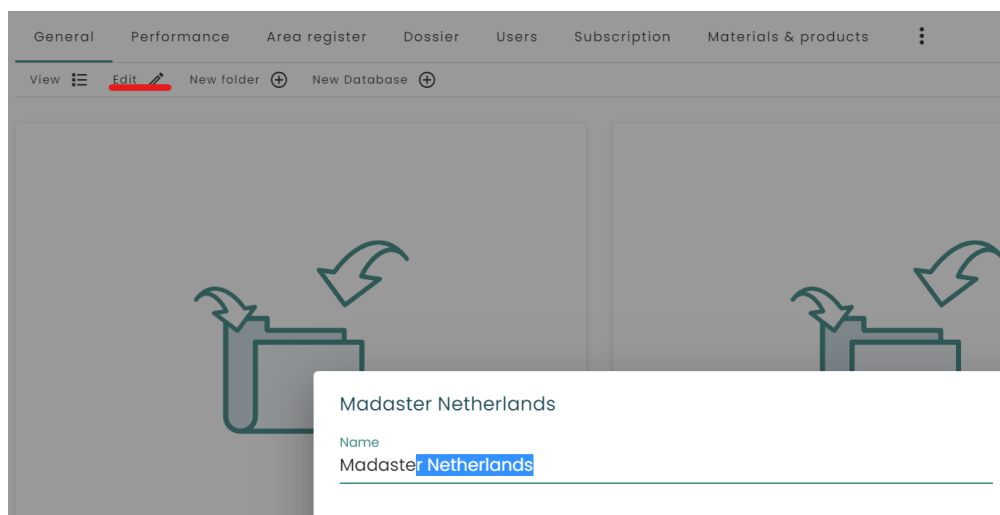 General Performance Area register Dossier Users Subscription Materials & products
View Edit New folder New Database
Madaster Netherlands
Name
Madaster Netherlands